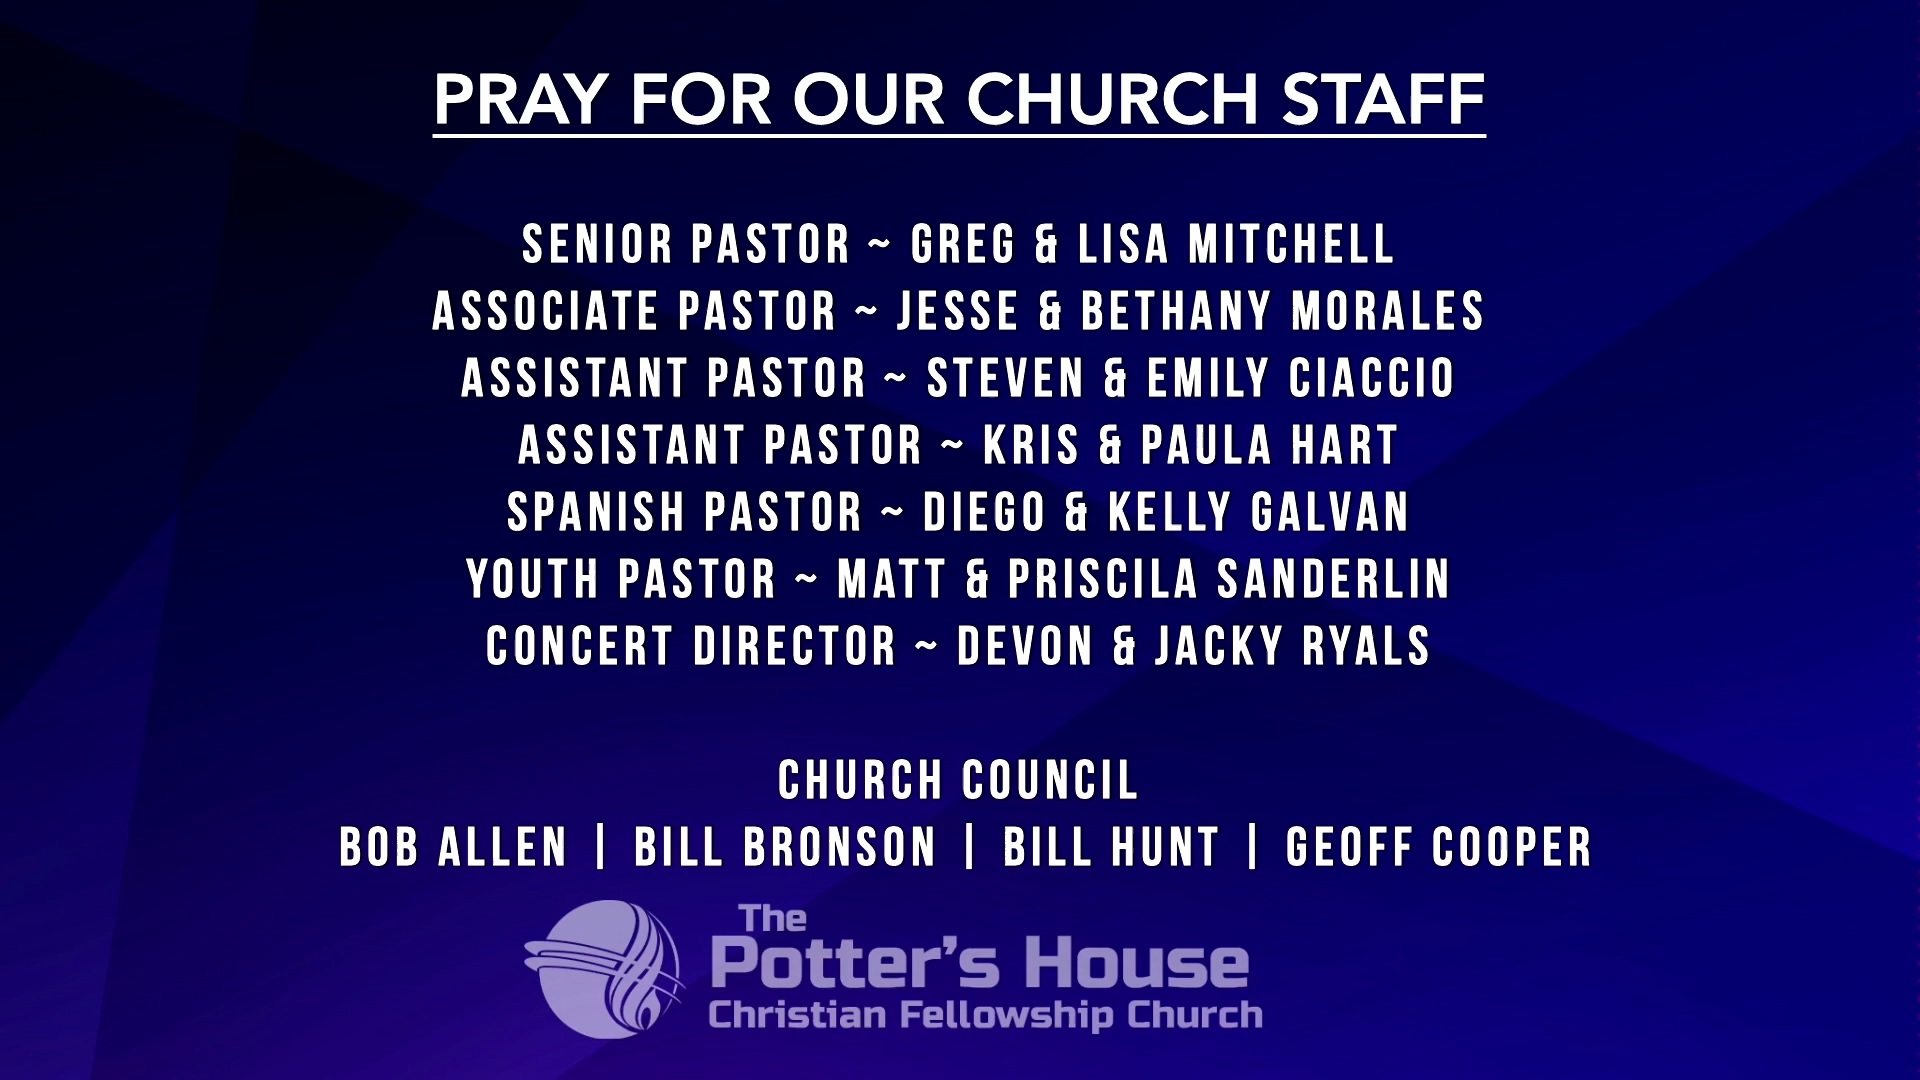 PRAY FOR OUR CHURCH STAFF
SENIOR PASTOR ~ GREG & LISA MITCHELL
ASSOCIATE PASTOR ~ JESSE & BETHANY MORALES
ASSISTANT PASTOR ~ STEVEN & EMILY CIACCIO
ASSISTANT PASTOR ~ KRIS & PAULA HART
SPANISH PASTOR ~ DIEGO & KELLY GALVAN
YOUTH PASTOR ~ MATT & PRISCILA SANDERLIN
CONCERT DIRECTOR ~ DEVON & JACKY RYALS
CHURCH COUNCIL
BOB ALLEN | BILL BRONSON | BILL HUNT | GEOFF COOPER
The
Potter's House
Christian Fellowship Church